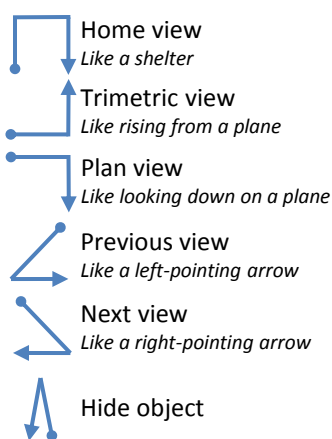 Home view
Like a shelter
Trimetric view
Like rising from a plane
Plan view
Like looking down on a plane
Previous view
Like a left-pointing arrow
Next view
Like a right-pointing arrow
Hide object